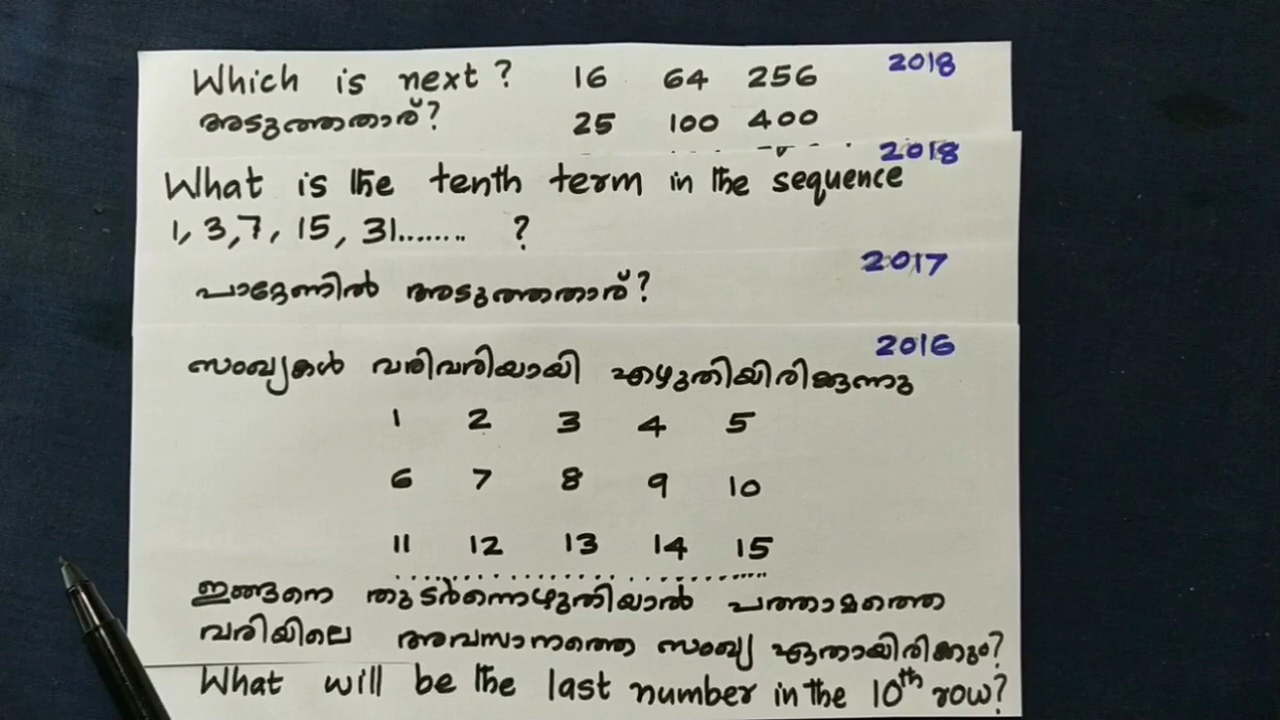 Which is next? 16 64 256 2018
അടുത്തതാര്? 25 100 400
2018
What is the tenth term in the sequence
1, 3, 7, 15, 31........ ?
2017
പാറ്റേണിൽ അടുത്തതാര്?
2016
സംഖ്യകൾ വരിവരിയായി എഴുതിയിരിക്കുന്നു
1 2 3 4 5
6 7 8 9 10
11 12 13 14 15
ഇങ്ങനെ തുടർന്നെഴുതിയാൽ പത്താമത്തെ
വരിയിലെ അവസാനത്തെ സംഖ്യ ഏതായിരിക്കും?
What will be the last number in the 10th row?